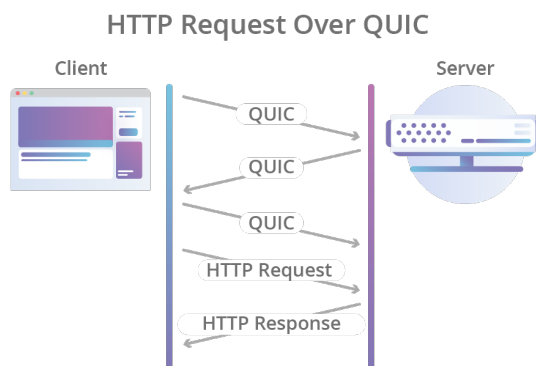 HTTP Request Over QUIC
Client
Server
QUIC
QUIC
QUIC
HTTP Request
HTTP Response